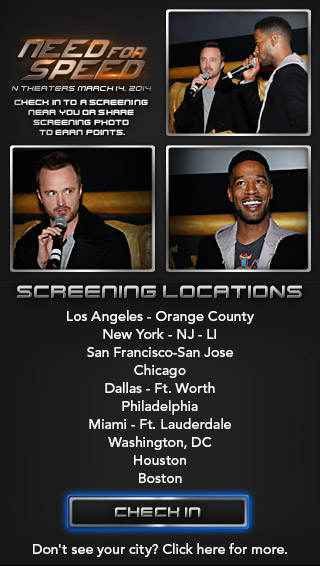 NEED FOR
SPEED
N THEATERS MARCH 14, 2014
CHECK IN TO A SCREENING
NEAR YOU OR SHARE
SCREENING PHOTO
TO EARN POINTS.
SCREENING LOCATIONS
Los Angeles - Orange County
New York - NJ - LI
San Francisco-San Jose
Chicago
Dallas - Ft. Worth
Philadelphia
Miami - Ft. Lauderdale
Washington, DC
Houston
Boston
CHECK IN
Don't see your city? Click here for more.